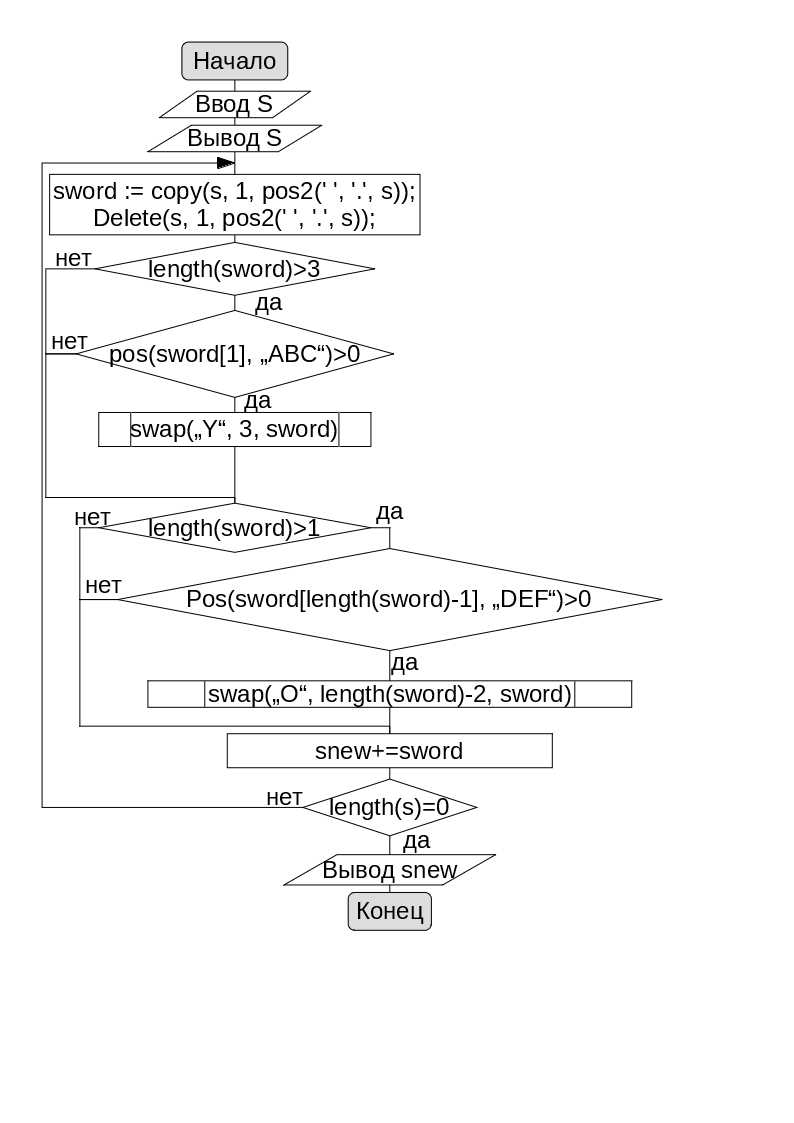 Начало
Ввод S
Вывод S
sword := copy(s, 1, pos2(' ', '.', s));
Delete(s, 1, pos2(' ', '.', s));
нет
length(sword)>3
да
нет
pos(sword[1], „ABC“)>0
да
swap(„Y“, 3, sword)
нет
length(sword)>1
да
нет
Pos(sword[length(sword)-1], „DEF“)>0
да
swap(„O“, length(sword)-2, sword)
snew+=sword
нет
length(s)=0
да
Вывод snew
Конец